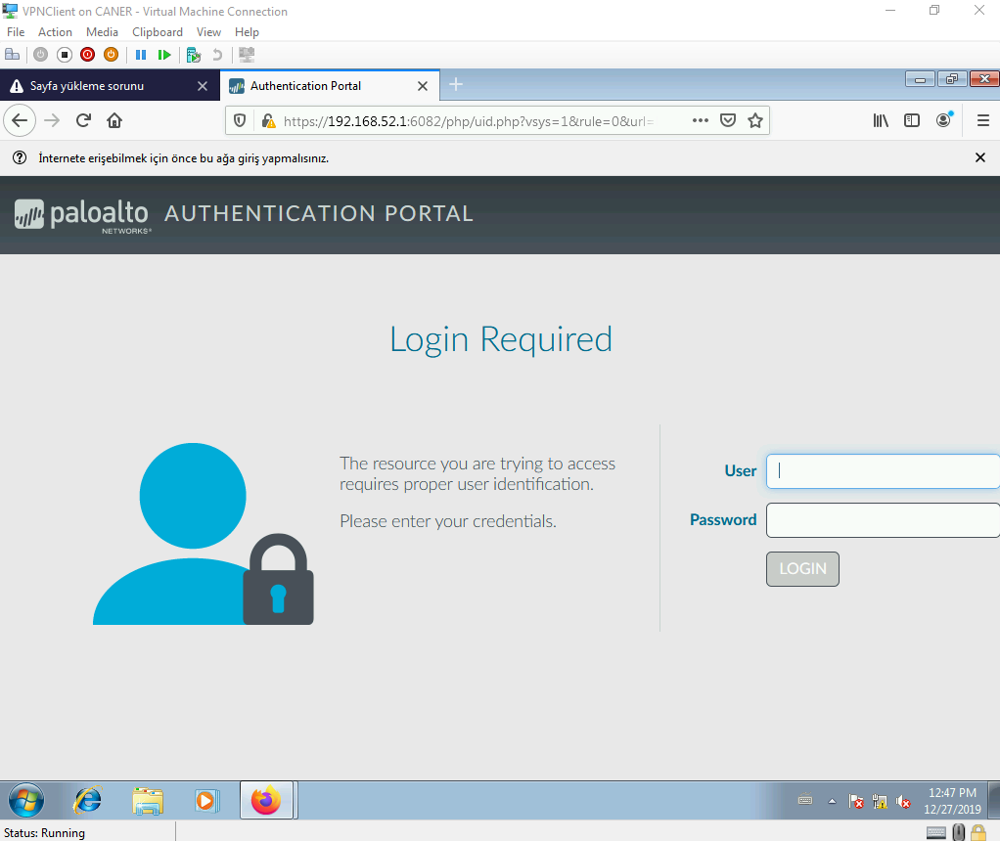 VPNClient on CANER - Virtual Machine Connection
File Action Media Clipboard View Help
Sayfa yükleme sorunu
Authentication Portal
https://192.168.52.1:6082/php/uid.php?vsys=1&rule=0&url=
İnternete erişebilmek için önce bu ağa giriş yapmalısınız.
paloalto
NETWORKS®
AUTHENTICATION PORTAL
Login Required
The resource you are trying to access
requires proper user identification.
Please enter your credentials.
User
Password
LOGIN
12:47 PM
12/27/2019
Status: Running